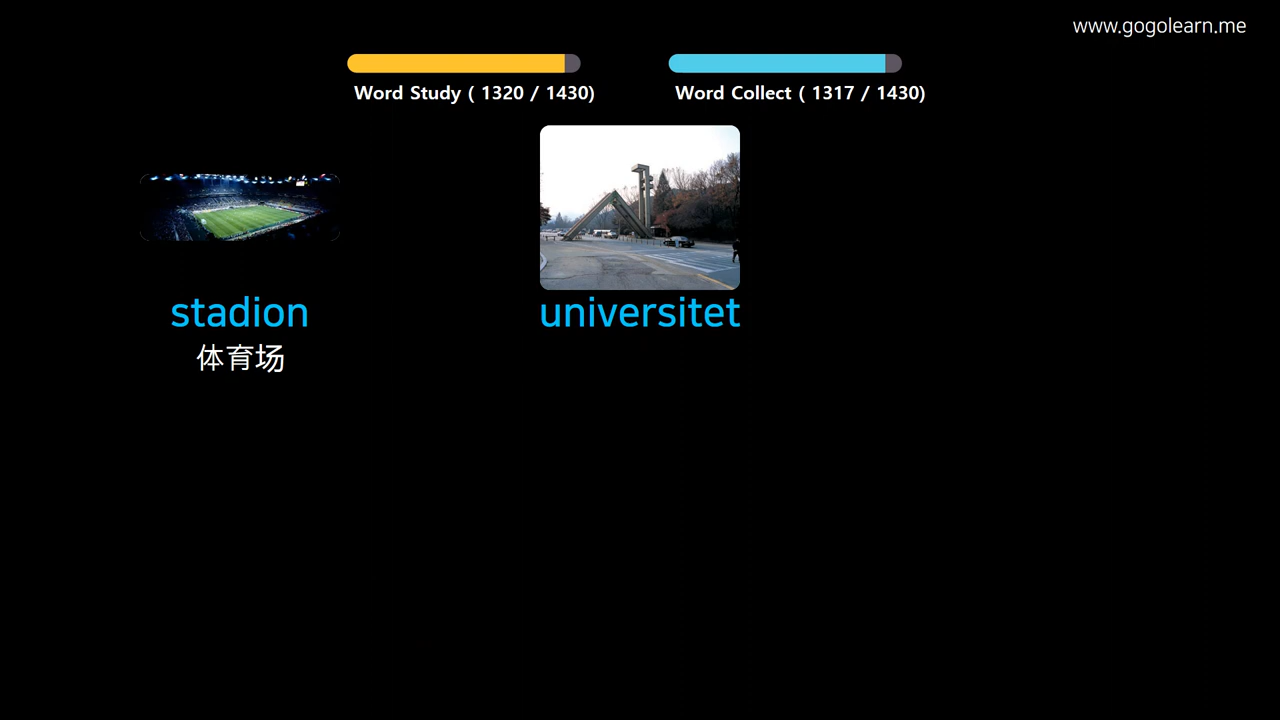 www.gogolearn.me
Word Study ( 1320 / 1430)
Word Collect ( 1317 / 1430)
stadion
体育场
universitet